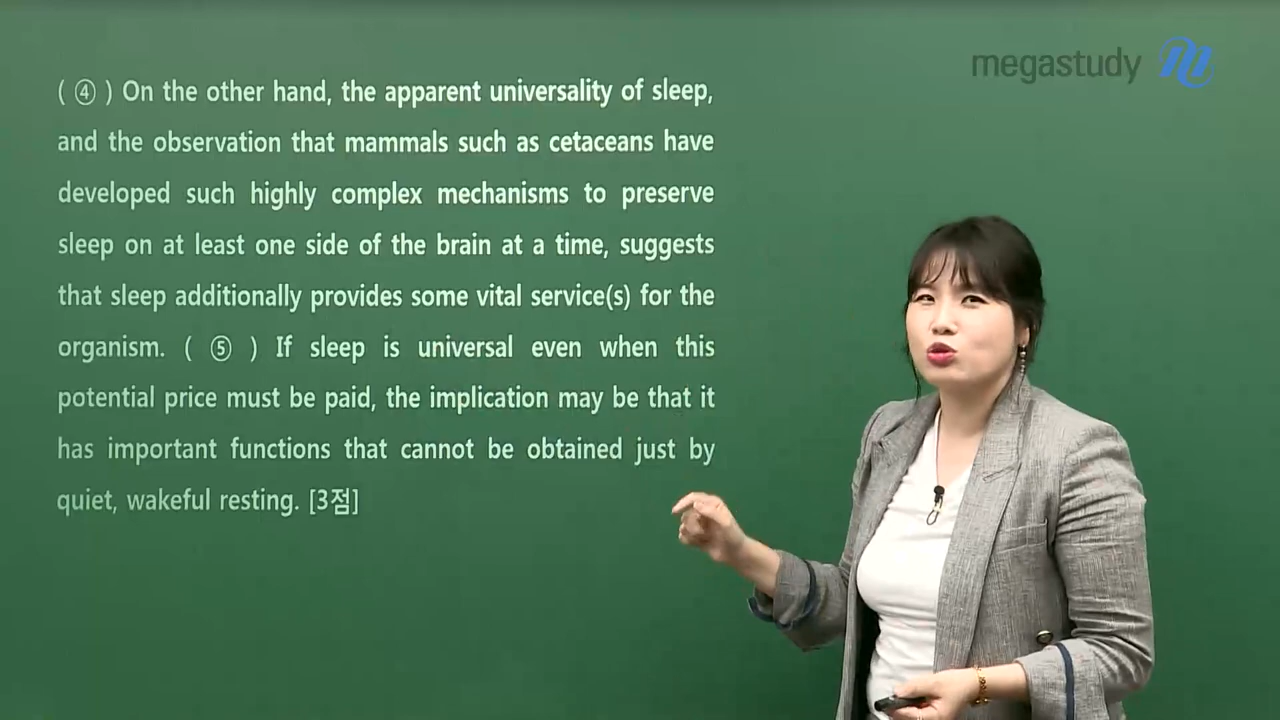 megastudy
( ④ ) On the other hand, the apparent universality of sleep,
and the observation that mammals such as cetaceans have
developed such highly complex mechanisms to preserve
sleep on at least one side of the brain at a time, suggests
that sleep additionally provides some vital service(s) for the
organism. ( ⑤ ) If sleep is universal even when this
potential price must be paid, the implication may be that it
has important functions that cannot be obtained just by
quiet, wakeful resting. [3점]